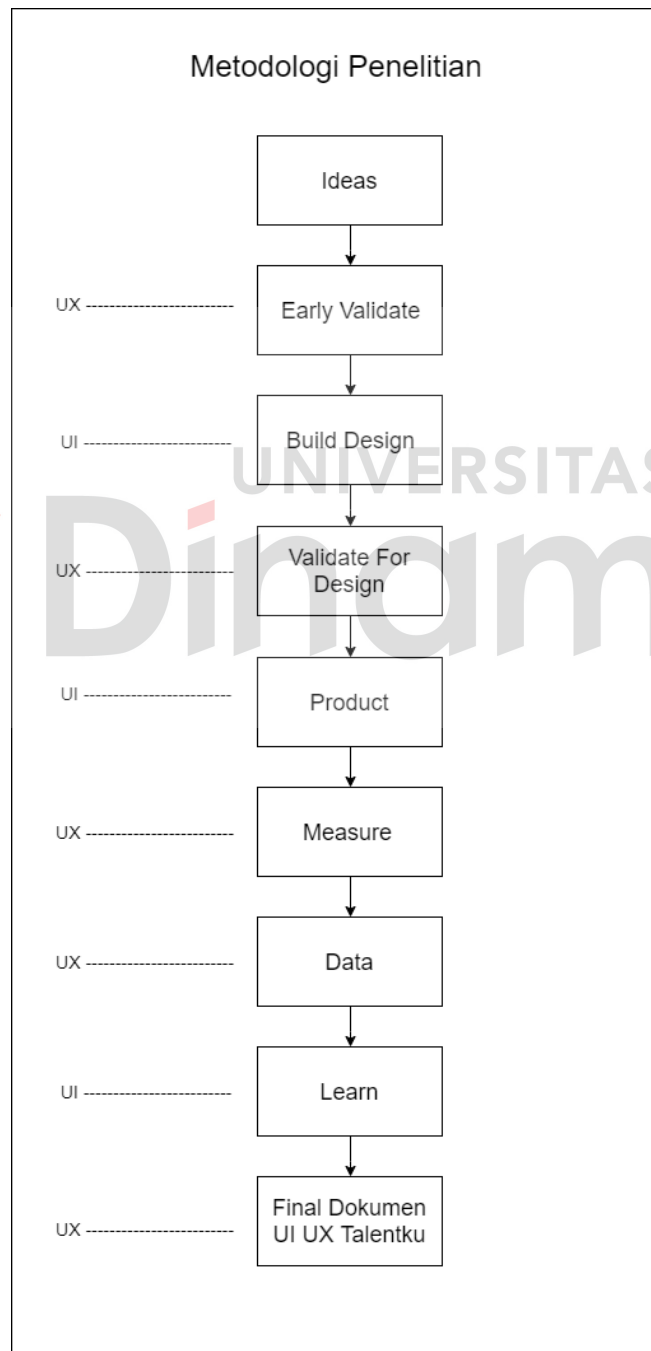 Metodologi Penelitian
Ideas
UX
Early Validate
UI
Build Design
UNIVERSITAS
Dinam
UX
Validate For
Design
UI
Product
UX
Measure
UX
Data
UI
Learn
UX
Final Dokumen
UI UX Talentku